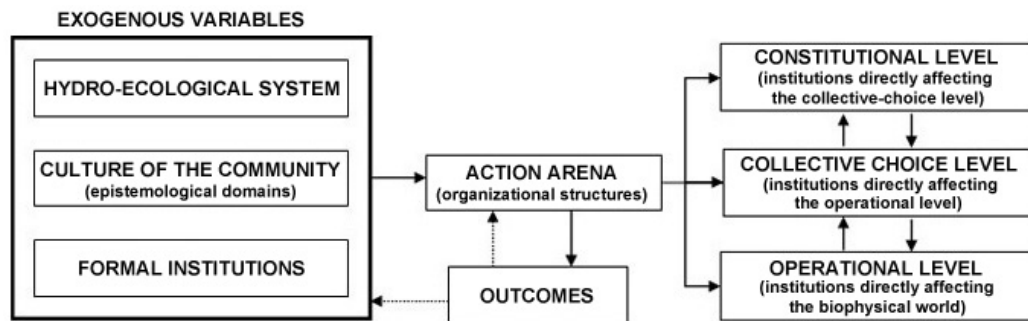 EXOGENOUS VARIABLES
HYDRO-ECOLOGICAL SYSTEM
CULTURE OF THE COMMUNITY
(epistemological domains)
FORMAL INSTITUTIONS
ACTION ARENA
(organizational structures)
OUTCOMES
CONSTITUTIONAL LEVEL
(institutions directly affecting
the collective-choice level)
COLLECTIVE CHOICE LEVEL
(institutions directly affecting
the operational level)
OPERATIONAL LEVEL
(institutions directly affecting
the biophysical world)